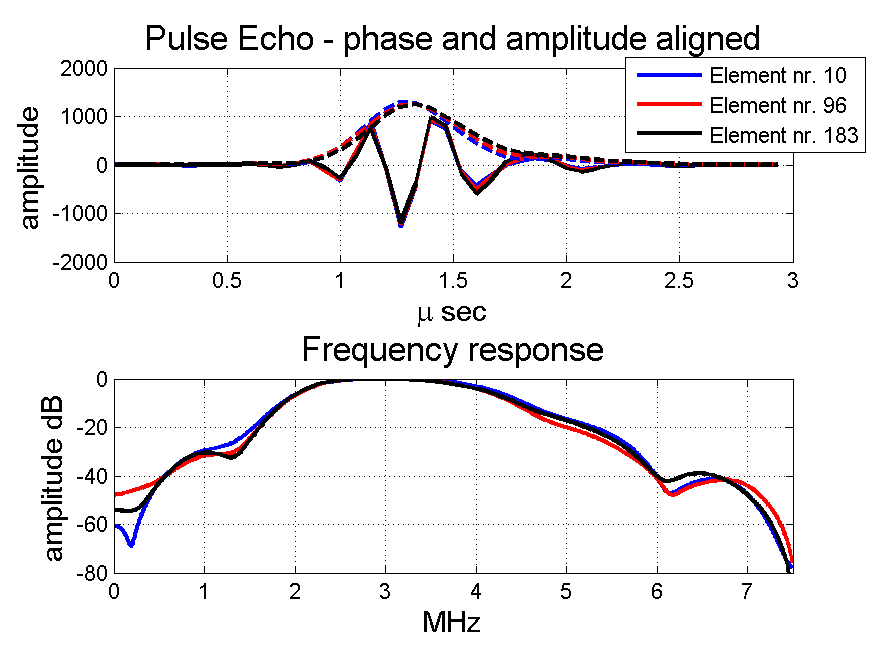 Pulse Echo - phase and amplitude aligned
Element nr. 10
Element nr. 96
Element nr. 183
amplitude
2000
1000
0
-1000
-2000
0 0.5 1 1.5 2 2.5 3
μ sec
Frequency response
amplitude dB
0
-20
-40
-60
-80
0 1 2 3 4 5 6 7
MHz